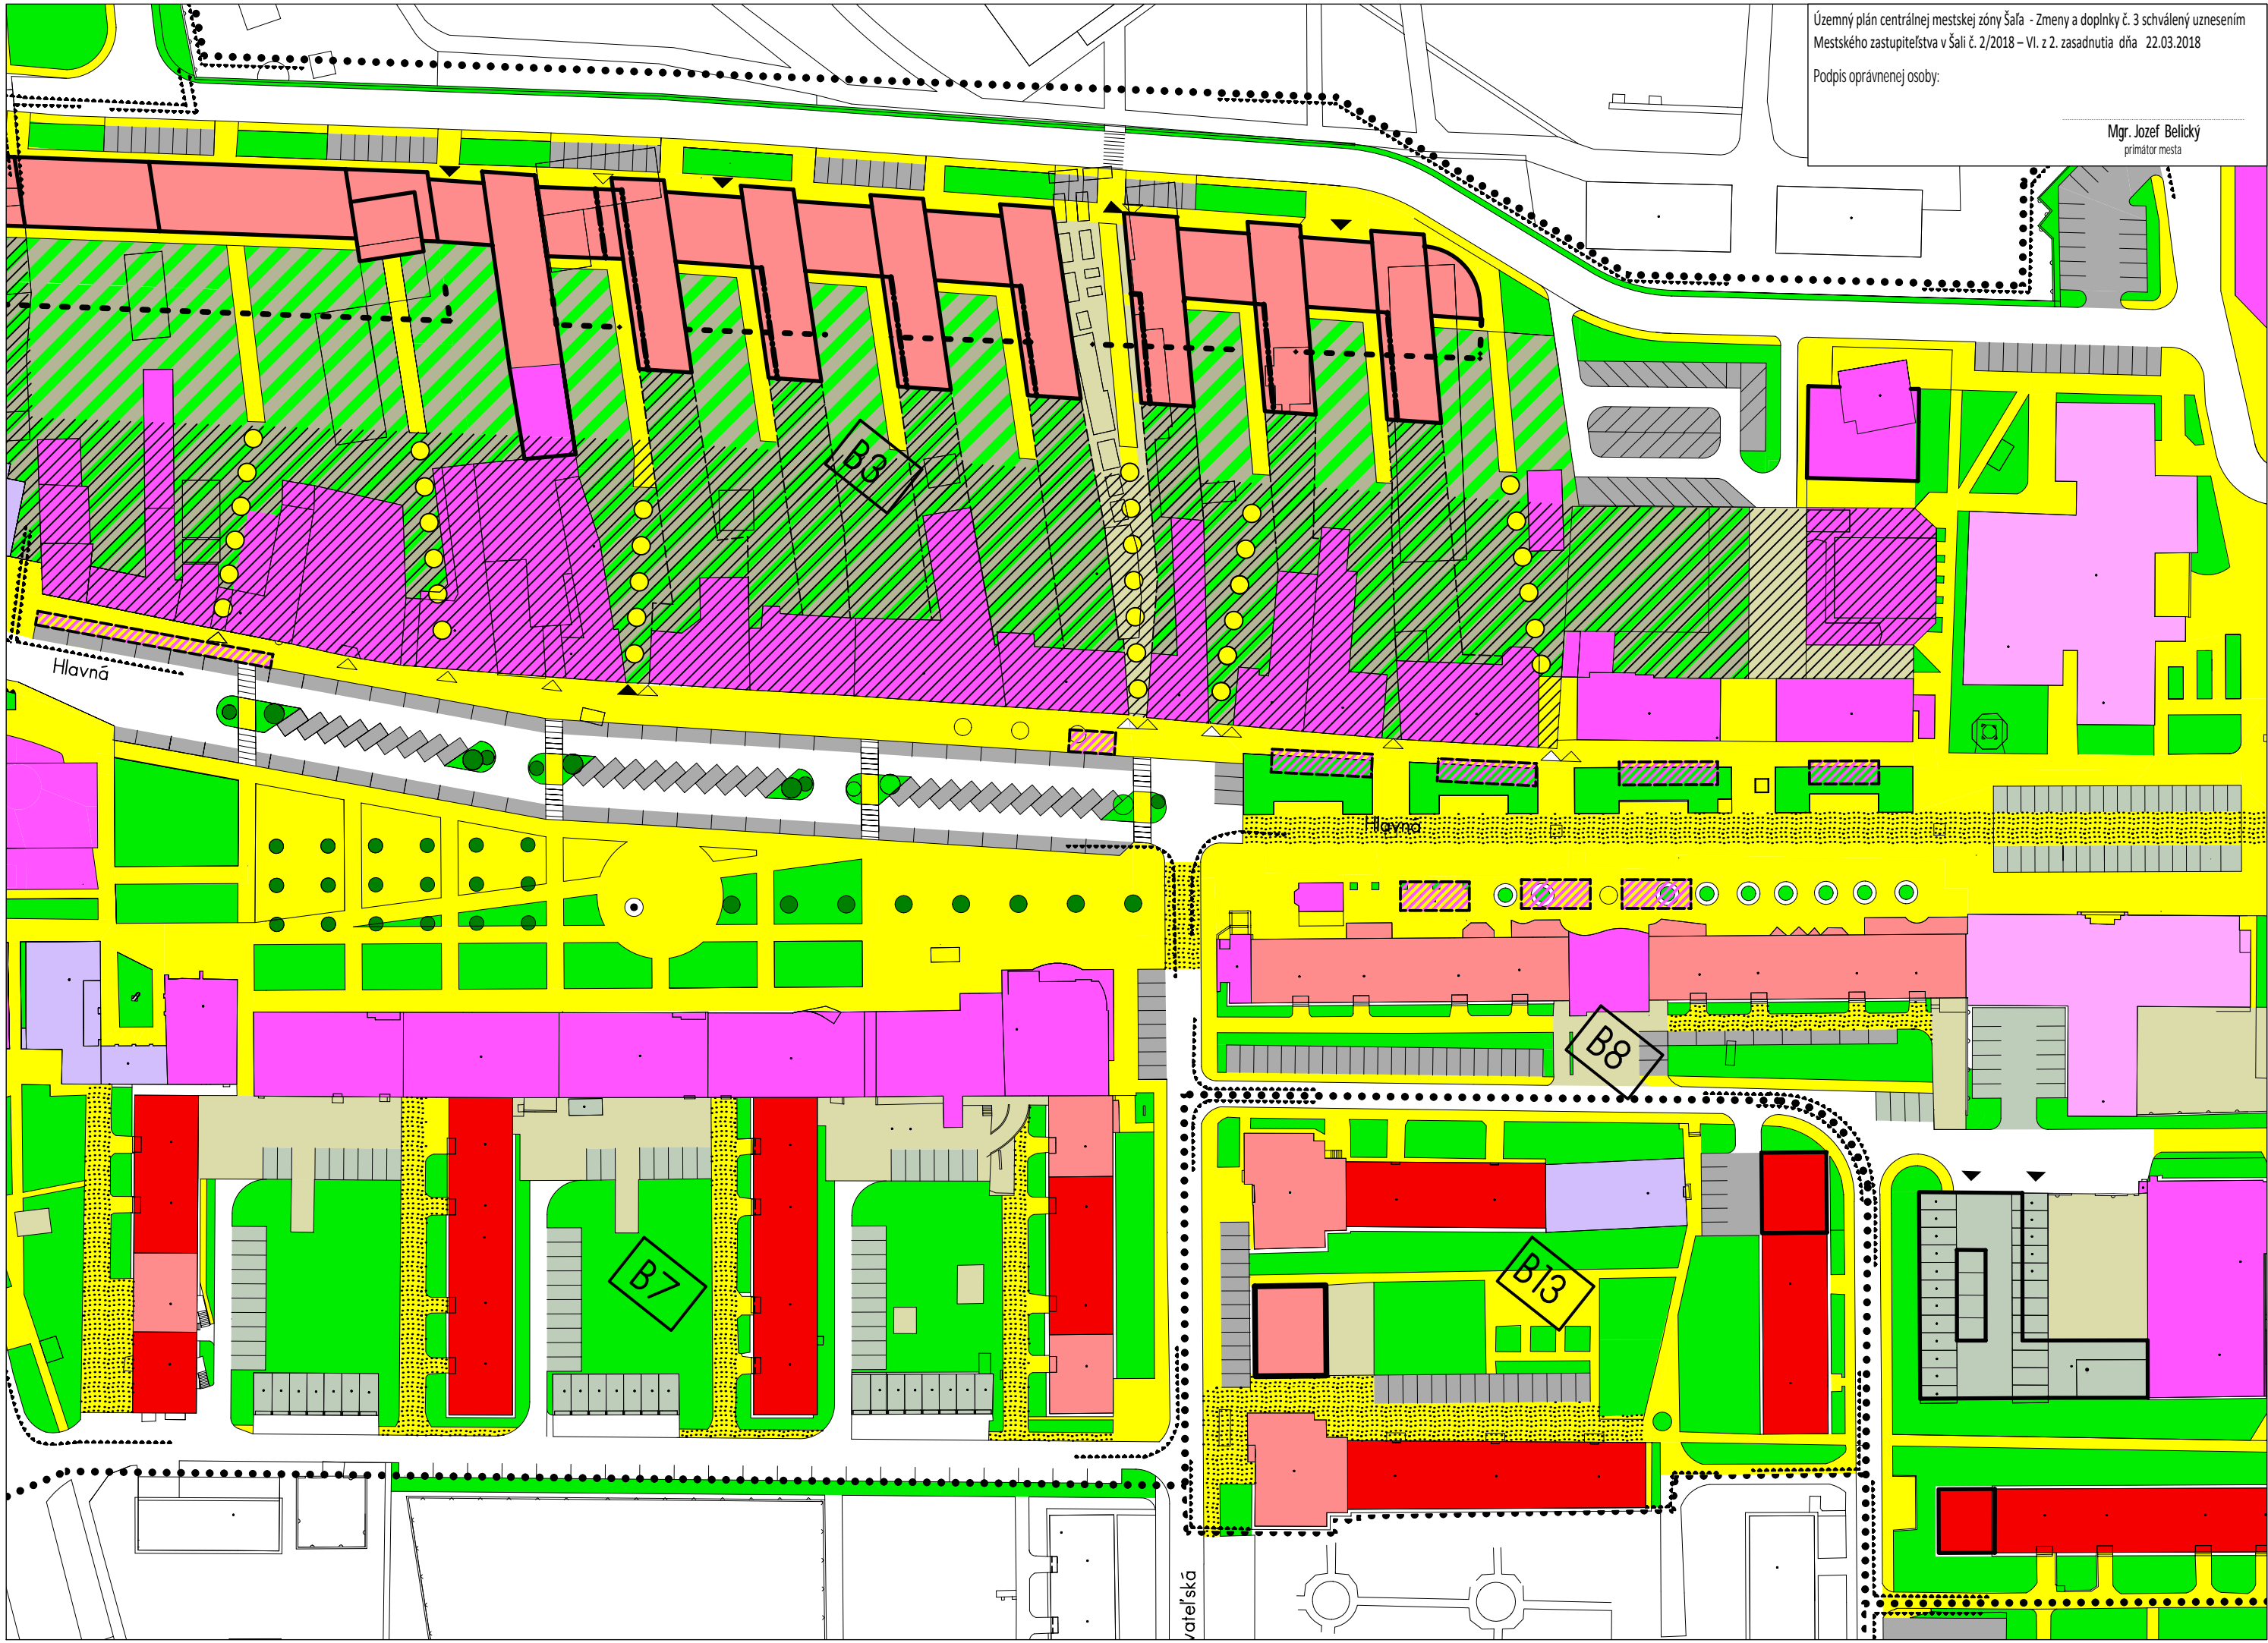 Územný plán centrálnej mestskej zóny Šaľa - Zmeny a doplnky č. 3 schválený uznesením
Mestského zastupiteľstva v Šali č. 2/2018 – VI. z 2. zasadnutia dňa 22.03.2018
Podpis oprávnenej osoby:
Mgr. Jozef Belický
primátor mesta
B3
Hlavná
Hlavná
B8
B7
B13
vateľská